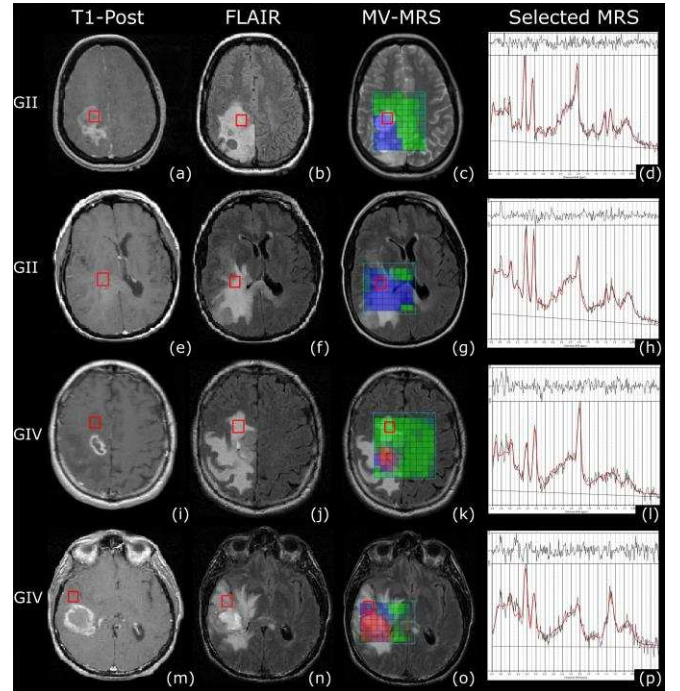 T1-Post FLAIR MV-MRS Selected MRS
GII
(a) (b) (c) (d)
GII
(e) (f) (g) (h)
GIV
(i) (j) (k) (l)
GIV
(m) (n) (o) (p)